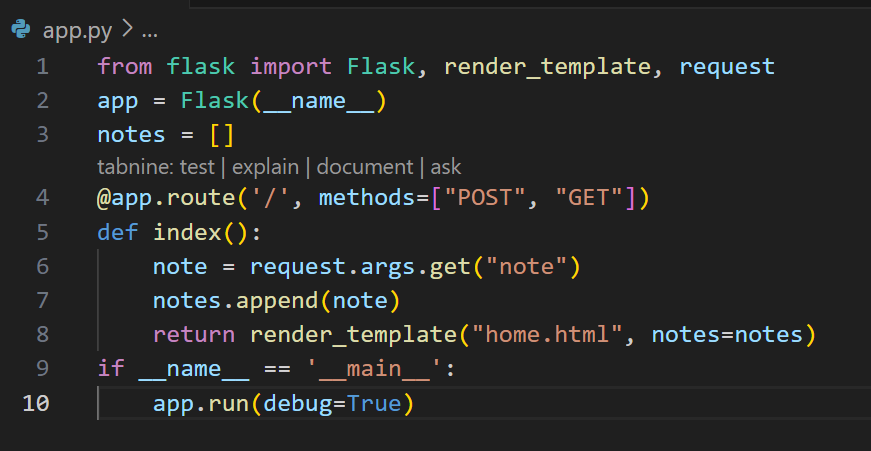 app.py > ...
1 from flask import Flask, render_template, request
2 app = Flask(__name__)
3 notes = []
tabnine: test | explain | document | ask
4 @app.route('/', methods=["POST", "GET"])
5 def index():
6     note = request.args.get("note")
7     notes.append(note)
8     return render_template("home.html", notes=notes)
9 if __name__ == '__main__':
10     app.run(debug=True)